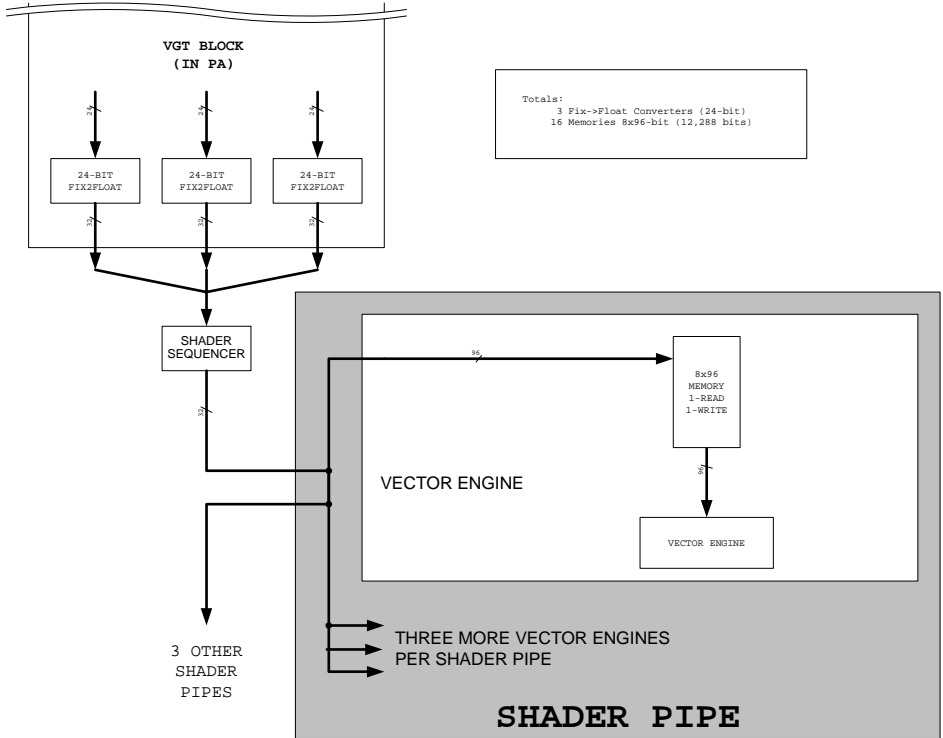 VGT BLOCK
(IN PA)
Totals:
3 Fix->Float Converters (24-bit)
16 Memories 8x96-bit (12,288 bits)
24
24
24
24-BIT
FIX2FLOAT
24-BIT
FIX2FLOAT
24-BIT
FIX2FLOAT
32
32
32
SHADER
SEQUENCER
96
8x96
MEMORY
1-READ
1-WRITE
32
96
VECTOR ENGINE
VECTOR ENGINE
3 OTHER
SHADER
PIPES
THREE MORE VECTOR ENGINES
PER SHADER PIPE
SHADER PIPE